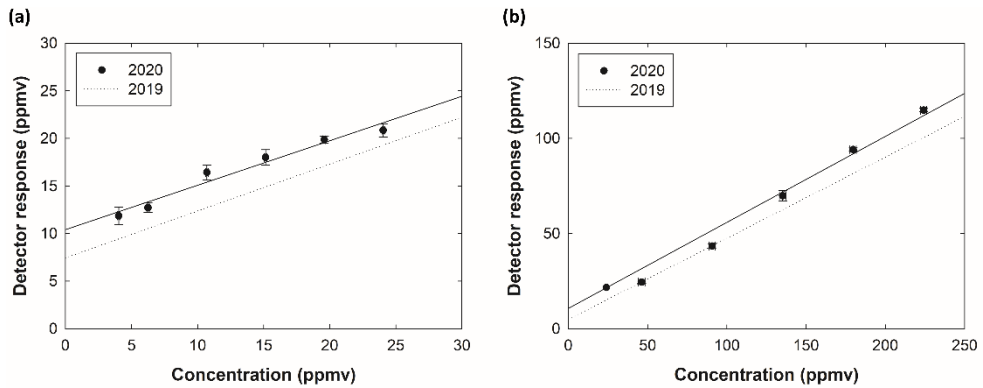 (a)
30
25
20
15
10
5
0
Detector response (ppmv)
2020
2019
0 5 10 15 20 25 30
Concentration (ppmv)
(b)
150
100
50
0
Detector response (ppmv)
2020
2019
0 50 100 150 200 250
Concentration (ppmv)